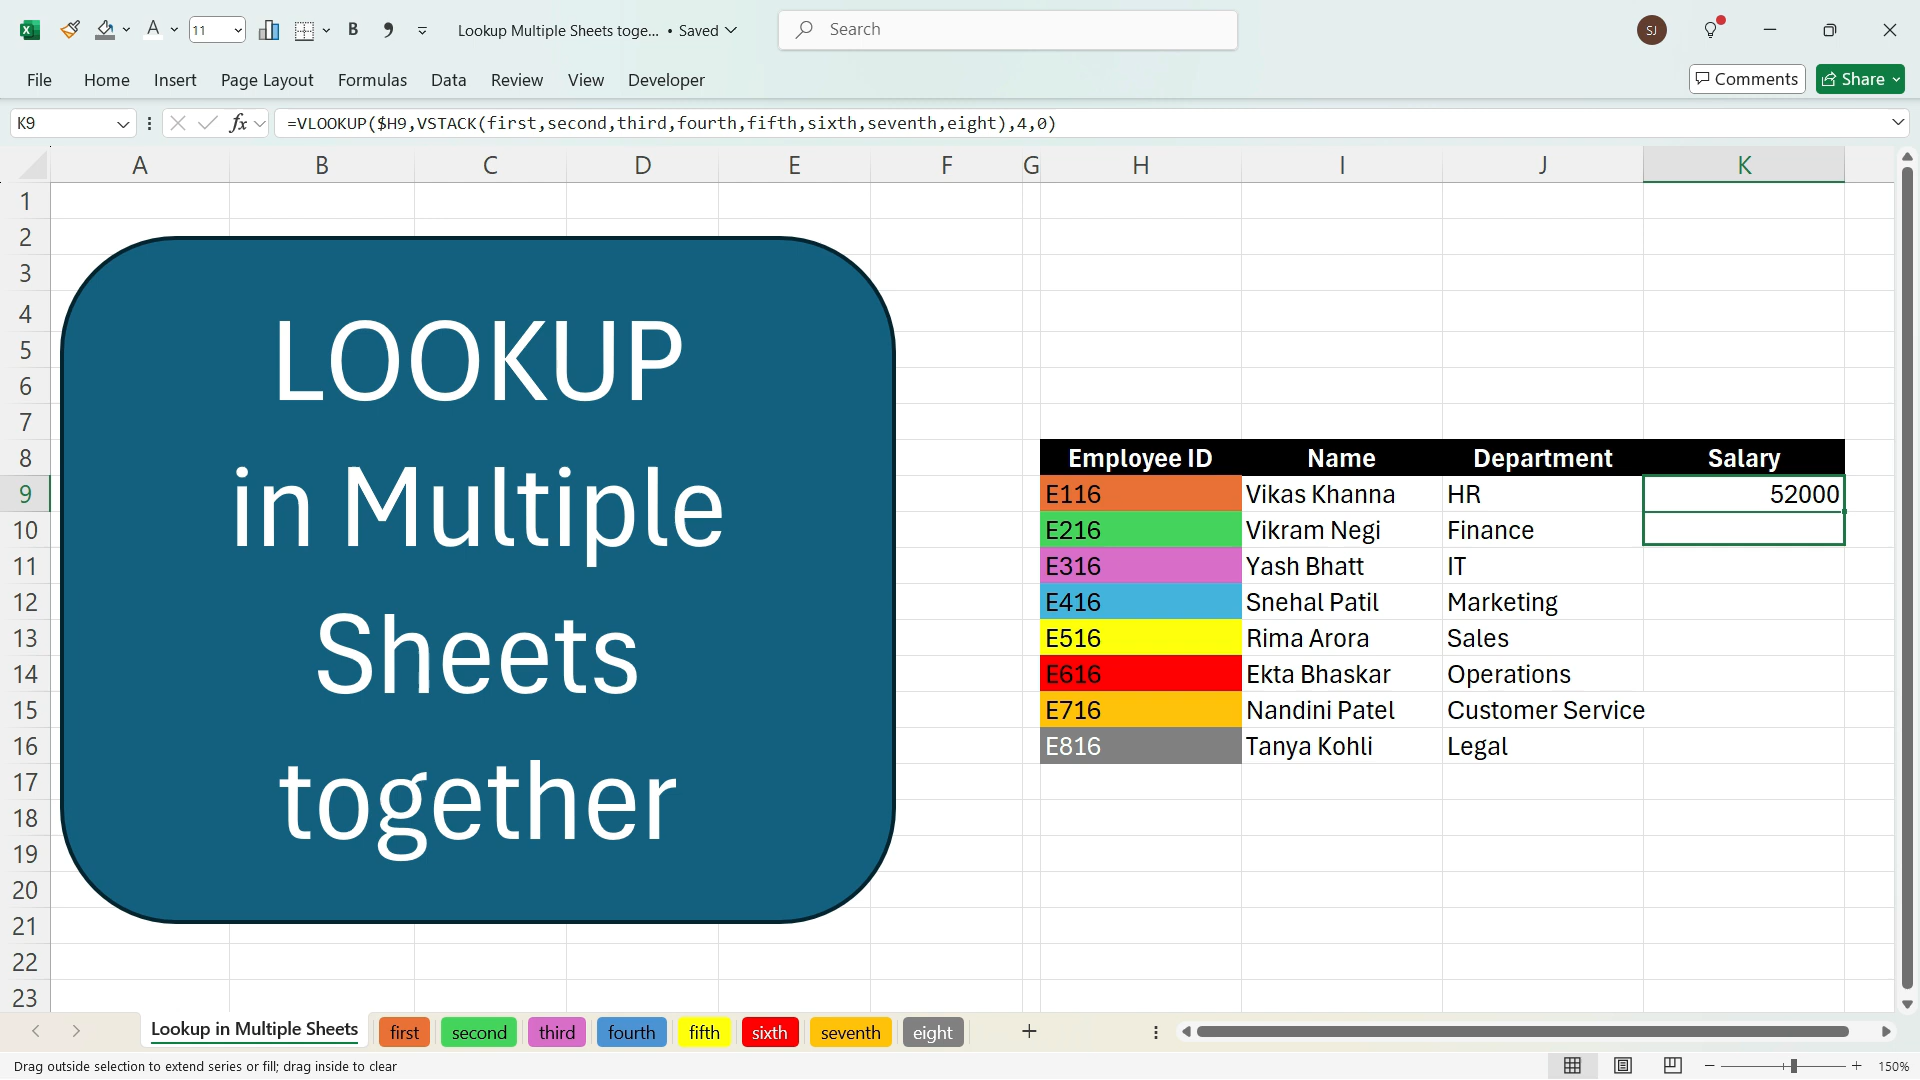 11
B
Lookup Multiple Sheets toge... • Saved
Search
SJ
File Home Insert Page Layout Formulas Data Review View Developer
Comments Share
K9
fx
=VLOOKUP($H9,VSTACK(first,second,third,fourth,fifth,sixth,seventh,eight),4,0)
A B C D E F G H I J K
1
2
3
4
5
6
7
8
9
10
11
12
13
14
15
16
17
18
19
20
21
22
23
LOOKUP
in Multiple
Sheets
together
Employee ID Name Department Salary
E116 Vikas Khanna HR 52000
E216 Vikram Negi Finance
E316 Yash Bhatt IT
E416 Snehal Patil Marketing
E516 Rima Arora Sales
E616 Ekta Bhaskar Operations
E716 Nandini Patel Customer Service
E816 Tanya Kohli Legal
Lookup in Multiple Sheets first second third fourth fifth sixth seventh eight
Drag outside selection to extend series or fill; drag inside to clear
150%